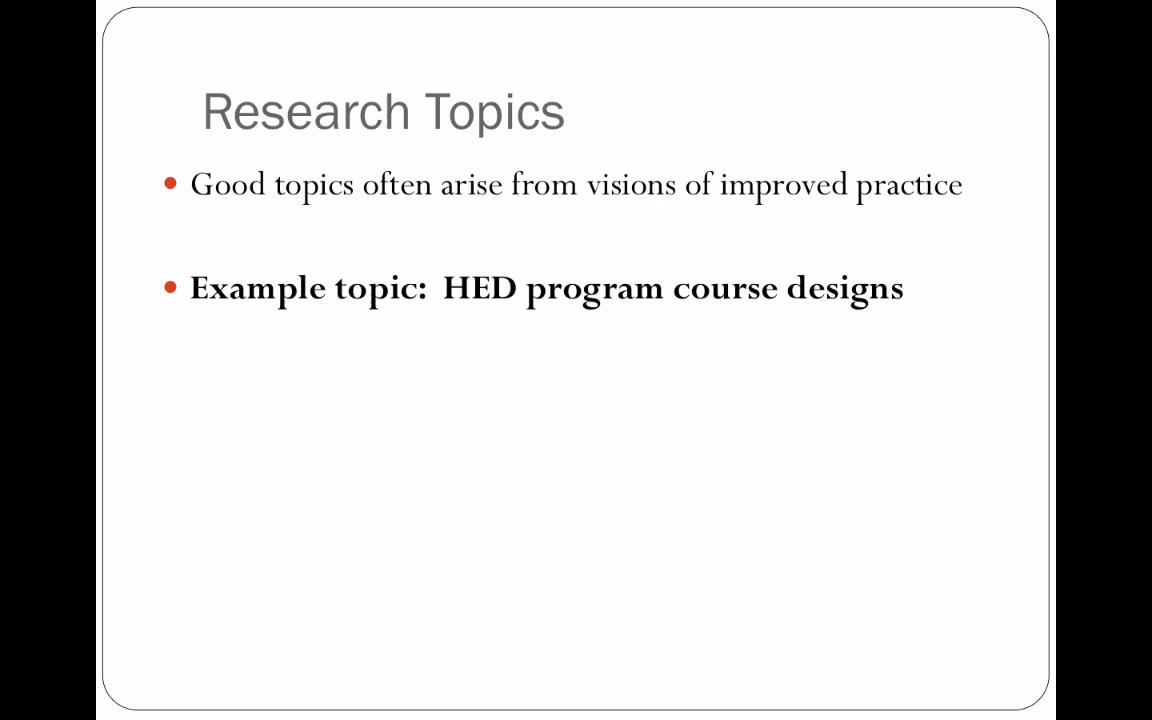 Research Topics
Good topics often arise from visions of improved practice
Example topic:  HED program course designs